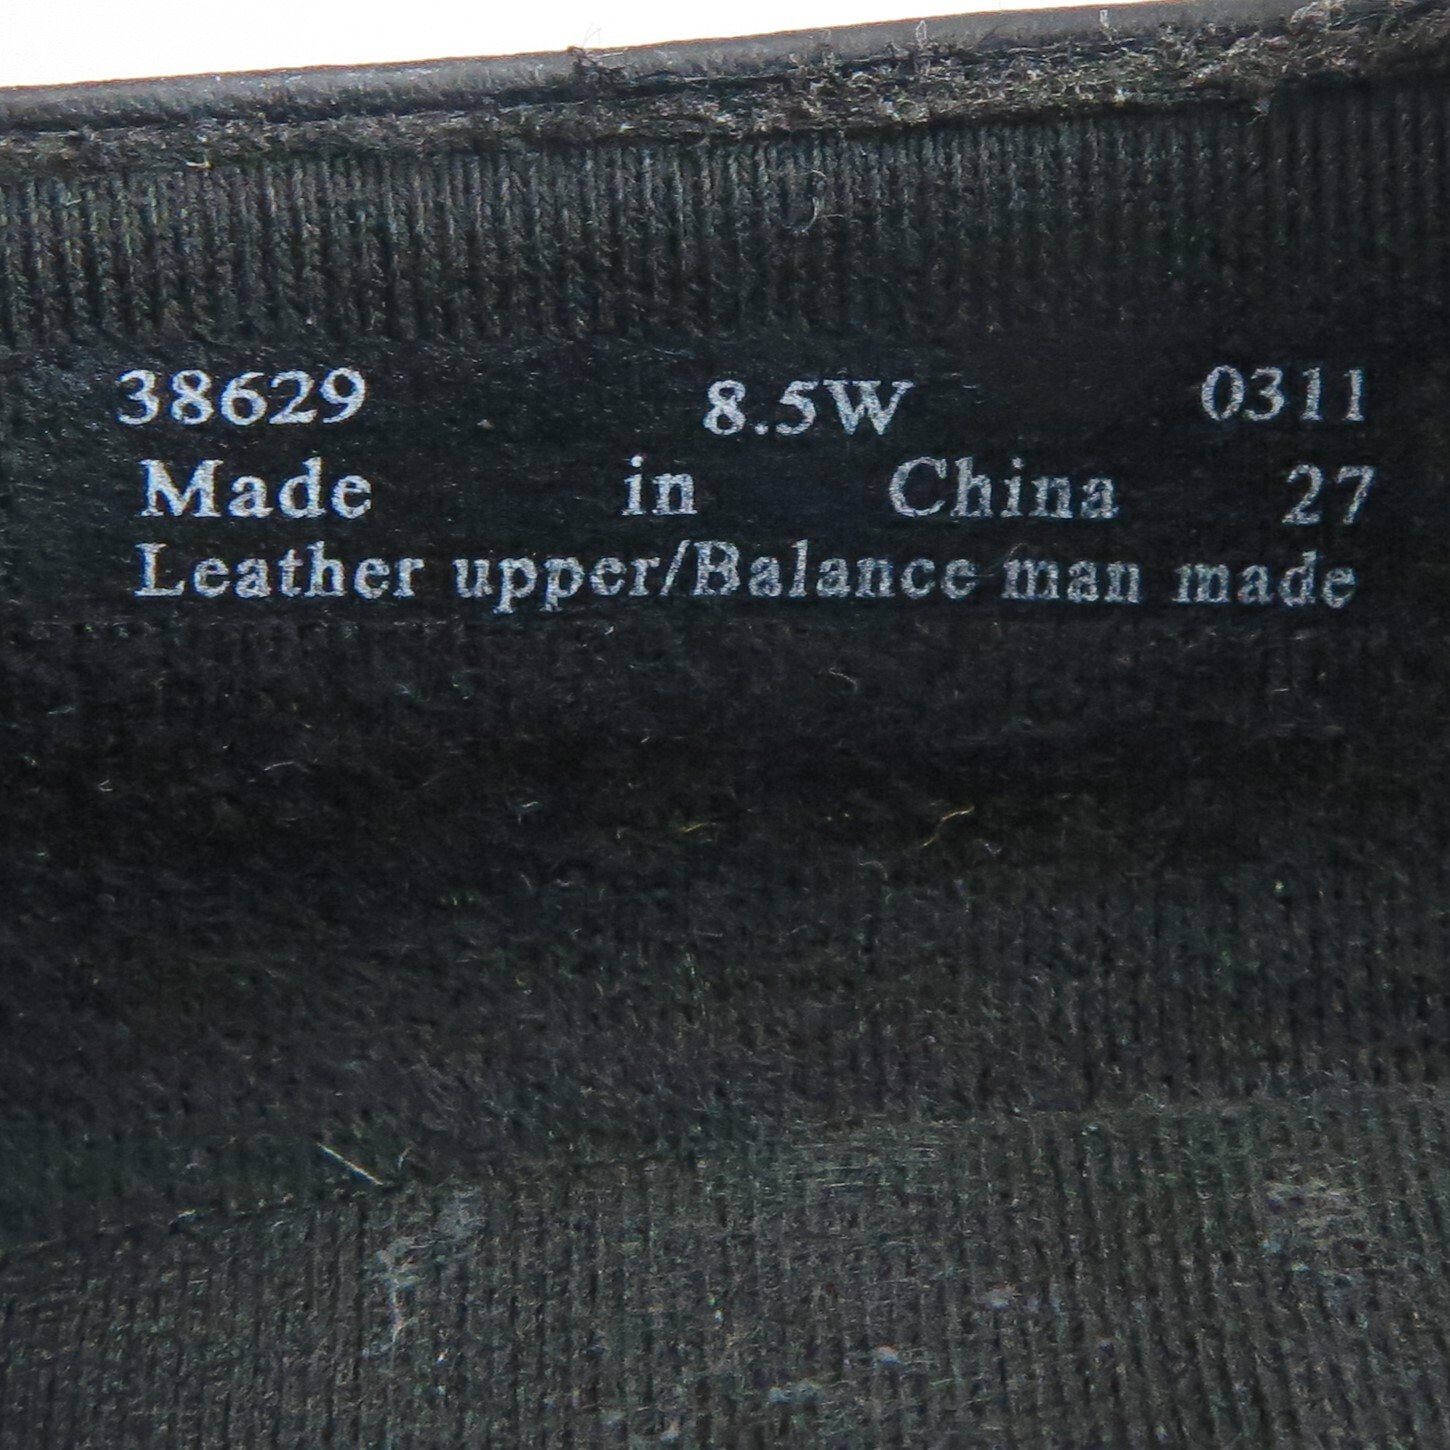 38629 8.5W 0311
Made in China 27
Leather upper/Balance man made